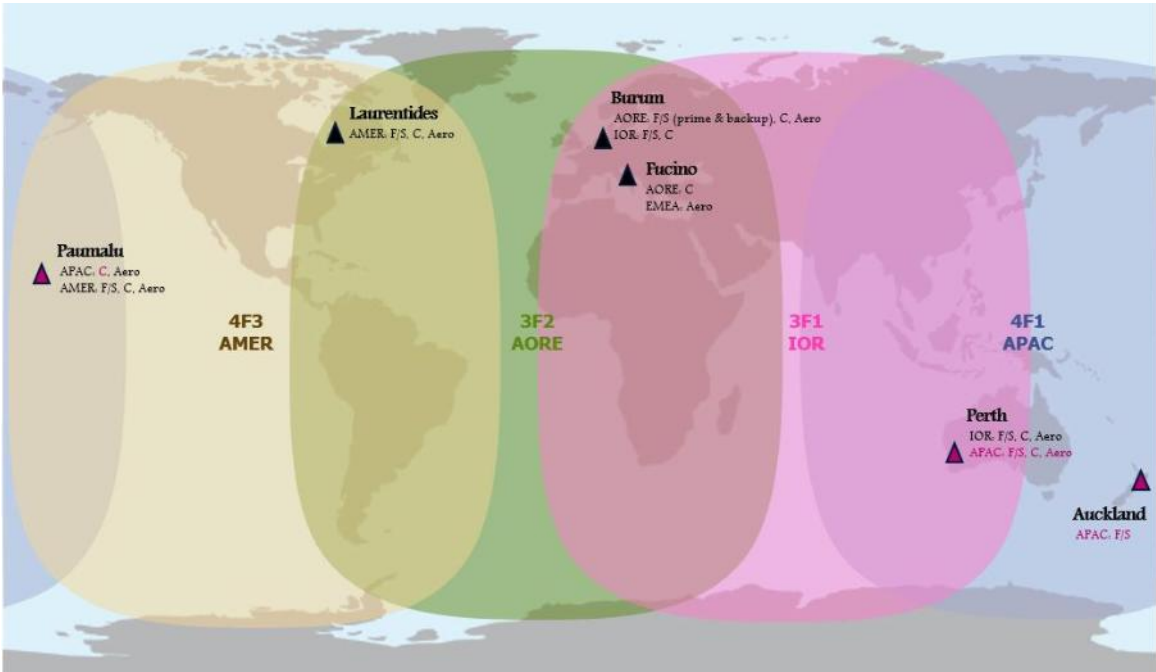 Laurentides
AMER: F/S, C, Aero
Burum
AORE: F/S (prime & backup), C, Aero
IOR: F/S, C
Fucino
AORE: C
EMEA: Aero
Paumalu
APAC: C, Aero
AMER: F/S, C, Aero
4F3
AMER
3F2
AORE
3F1
IOR
4F1
APAC
Perth
IOR: F/S, C, Aero
APAC: F/S, C, Aero
Auckland
APAC: F/S